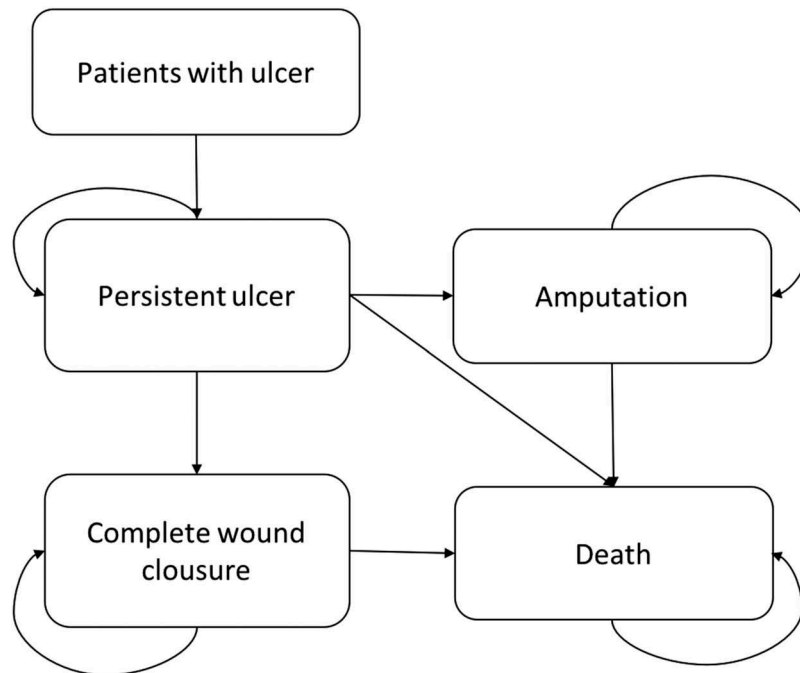 Patients with ulcer
Persistent ulcer
Amputation
Complete wound
clousure
Death